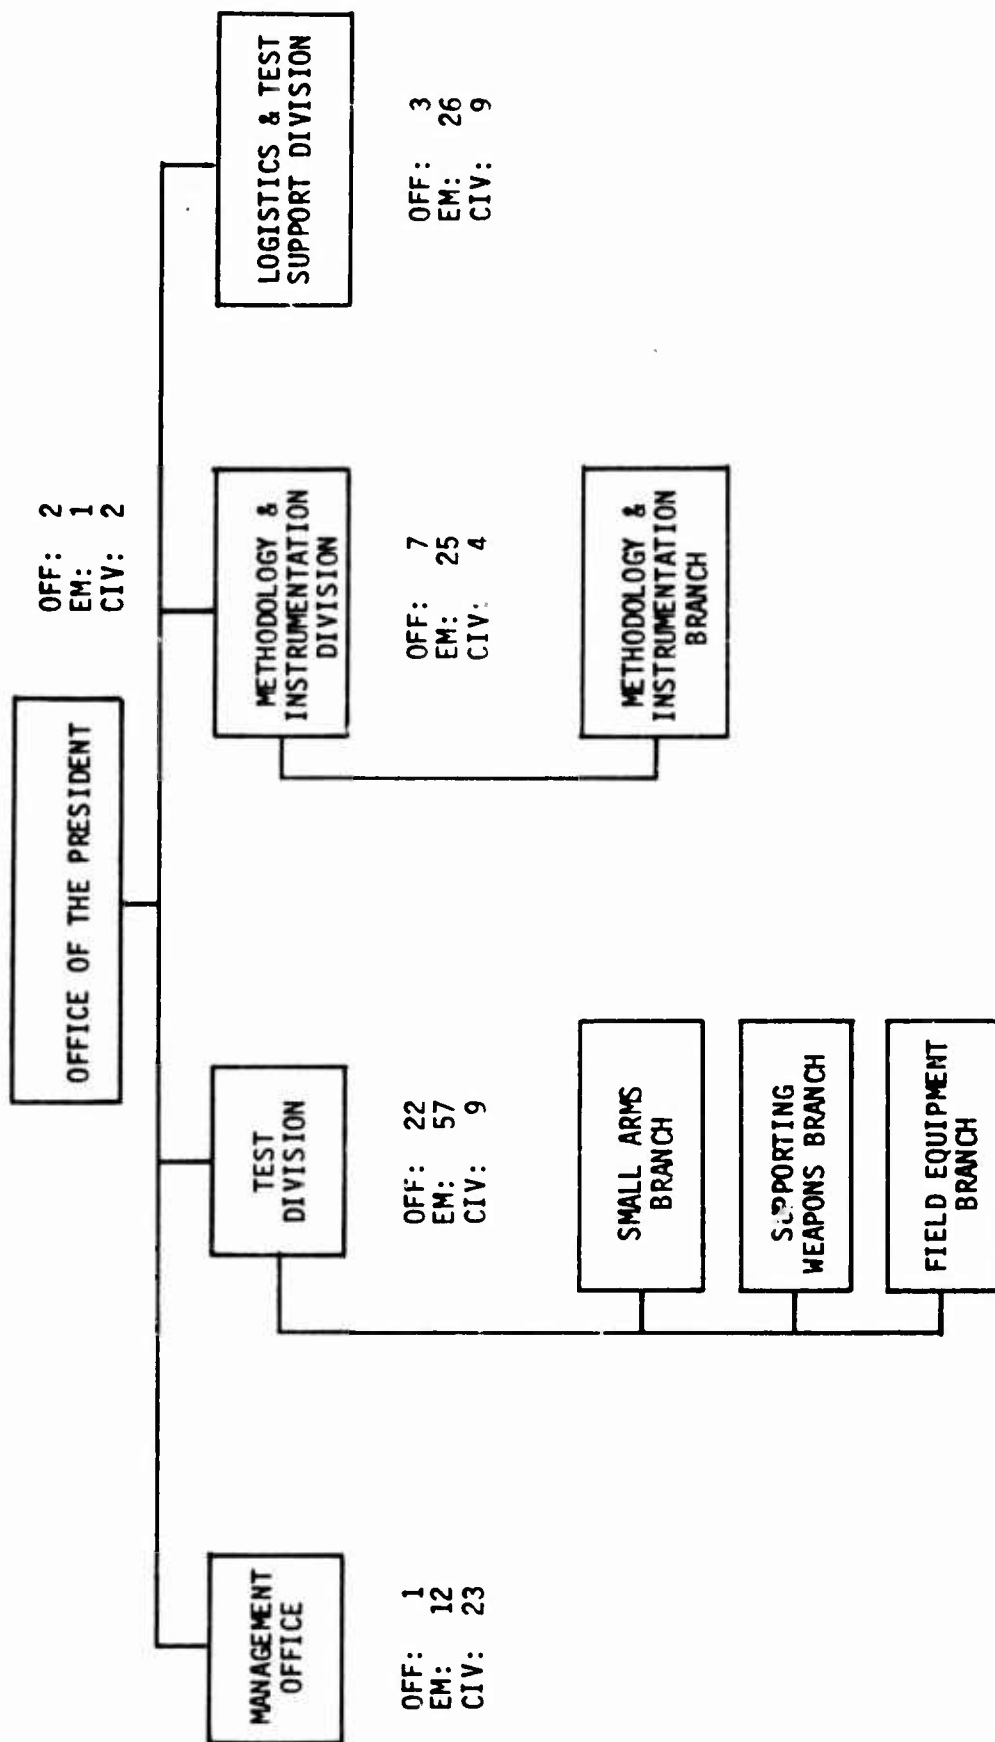 OFFICE OF THE PRESIDENT
OFF: 2
EM: 1
CIV: 2
MANAGEMENT
OFFICE
OFF: 1
EM: 12
CIV: 23
TEST
DIVISION
OFF: 22
EM: 57
CIV: 9
SMALL ARMS
BRANCH
SUPPORTING
WEAPONS BRANCH
FIELD EQUIPMENT
BRANCH
METHODOLOGY &
INSTRUMENTATION
DIVISION
OFF: 7
EM: 25
CIV: 4
METHODOLOGY &
INSTRUMENTATION
BRANCH
LOGISTICS & TEST
SUPPORT DIVISION
OFF: 3
EM: 26
CIV: 9